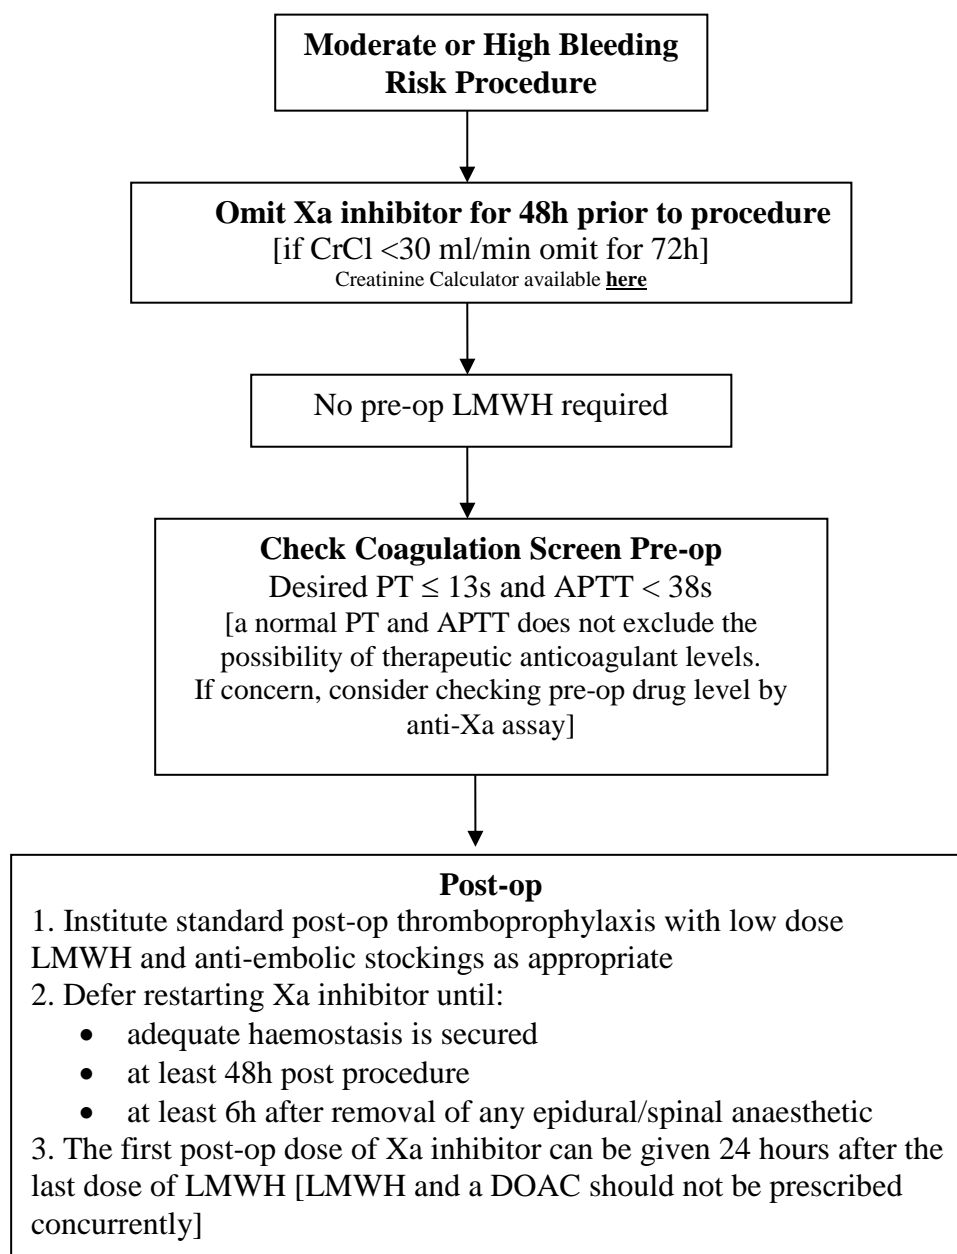 Moderate or High Bleeding
Risk Procedure
Omit Xa inhibitor for 48h prior to procedure
[if CrCl <30 ml/min omit for 72h]
Creatinine Calculator available here
No pre-op LMWH required
Check Coagulation Screen Pre-op
Desired PT ≤ 13s and APTT < 38s
[a normal PT and APTT does not exclude the
possibility of therapeutic anticoagulant levels.
If concern, consider checking pre-op drug level by
anti-Xa assay]
Post-op
1. Institute standard post-op thromboprophylaxis with low dose
LMWH and anti-embolic stockings as appropriate
2. Defer restarting Xa inhibitor until:
• adequate haemostasis is secured
• at least 48h post procedure
• at least 6h after removal of any epidural/spinal anaesthetic
3. The first post-op dose of Xa inhibitor can be given 24 hours after the
last dose of LMWH [LMWH and a DOAC should not be prescribed
concurrently]